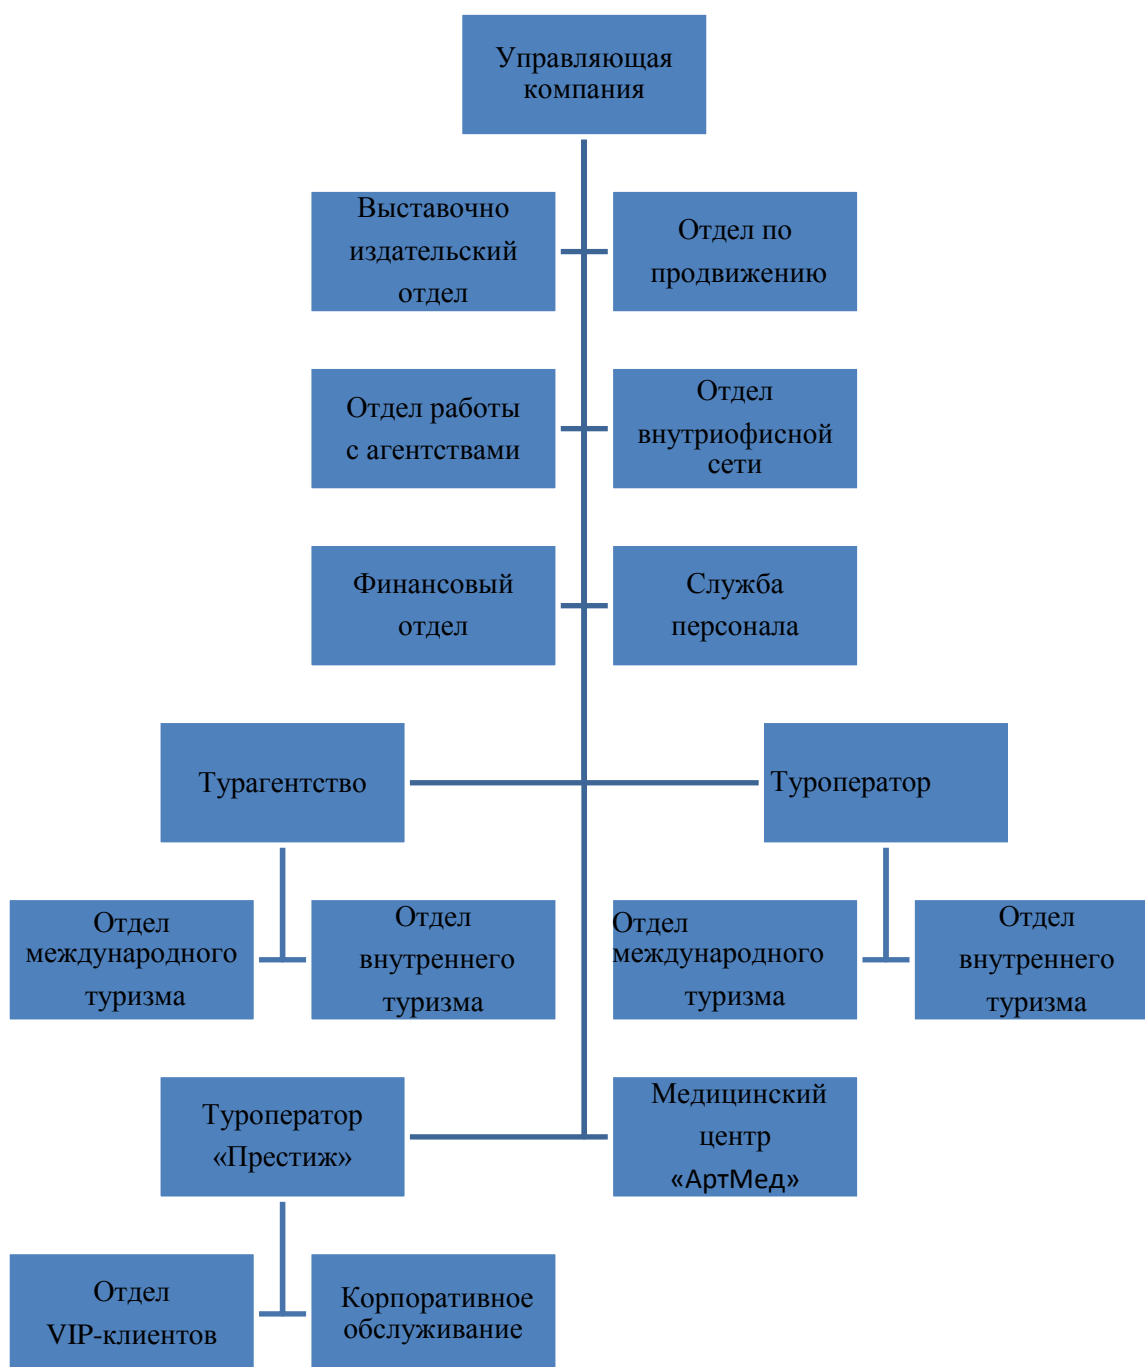 Управляющая
компания
Выставочно
издательский
отдел
Отдел по
продвижению
Отдел работы
с агентствами
Отдел
внутриофисной
сети
Финансовый
отдел
Служба
персонала
Турагентство
Туроператор
Отдел
международного
туризма
Отдел
внутреннего
туризма
Отдел
международного
туризма
Отдел
внутреннего
туризма
Туроператор
«Престиж»
Медицинский
центр
«АртМед»
Отдел
VIP-клиентов
Корпоративное
обслуживание